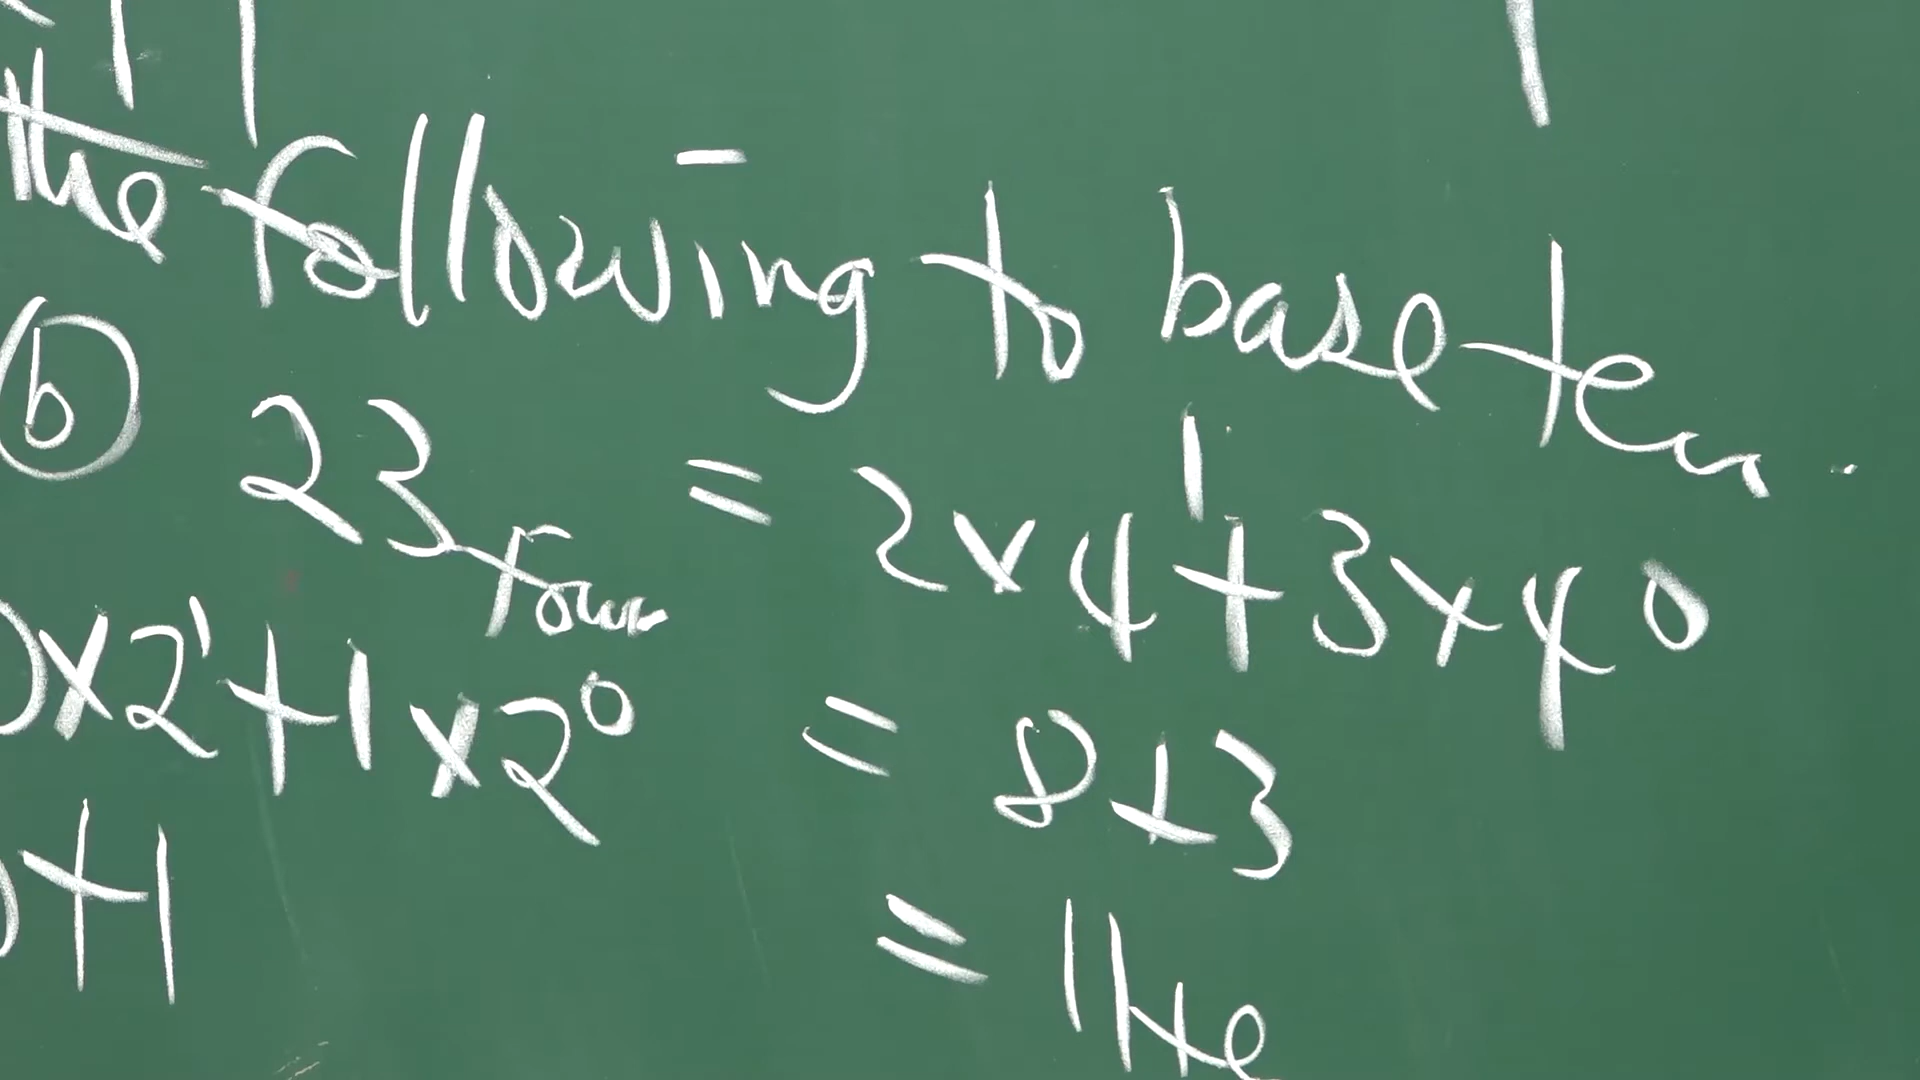 the following to base ten.
(b) 23four = 2×4¹+3×4⁰
×2¹+1×2⁰
= 8+3
+1
= 11te